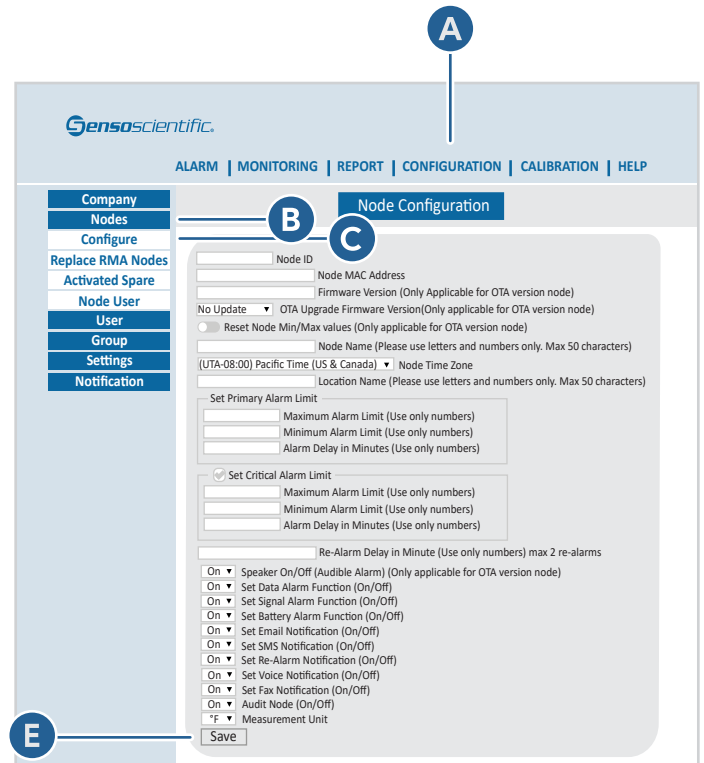 A
Sensoscientific.
ALARM | MONITORING | REPORT | CONFIGURATION | CALIBRATION | HELP
Company
Nodes
Configure
Replace RMA Nodes
Activated Spare
Node User
User
Group
Settings
Notification
B
C
Node Configuration
Node ID
Node MAC Address
Firmware Version (Only Applicable for OTA version node)
No Update ▼ OTA Upgrade Firmware Version(Only applicable for OTA version node)
Reset Node Min/Max values (Only applicable for OTA version node)
Node Name (Please use letters and numbers only. Max 50 characters)
(UTA-08:00) Pacific Time (US & Canada) ▼ Node Time Zone
Location Name (Please use letters and numbers only. Max 50 characters)
Set Primary Alarm Limit
Maximum Alarm Limit (Use only numbers)
Minimum Alarm Limit (Use only numbers)
Alarm Delay in Minutes (Use only numbers)
Set Critical Alarm Limit
Maximum Alarm Limit (Use only numbers)
Minimum Alarm Limit (Use only numbers)
Alarm Delay in Minutes (Use only numbers)
Re-Alarm Delay in Minute (Use only numbers) max 2 re-alarms
On ▼ Speaker On/Off (Audible Alarm) (Only applicable for OTA version node)
On ▼ Set Data Alarm Function (On/Off)
On ▼ Set Signal Alarm Function (On/Off)
On ▼ Set Battery Alarm Function (On/Off)
On ▼ Set Email Notification (On/Off)
On ▼ Set SMS Notification (On/Off)
On ▼ Set Re-Alarm Notification (On/Off)
On ▼ Set Voice Notification (On/Off)
On ▼ Set Fax Notification (On/Off)
On ▼ Audit Node (On/Off)
°F ▼ Measurement Unit
E
Save